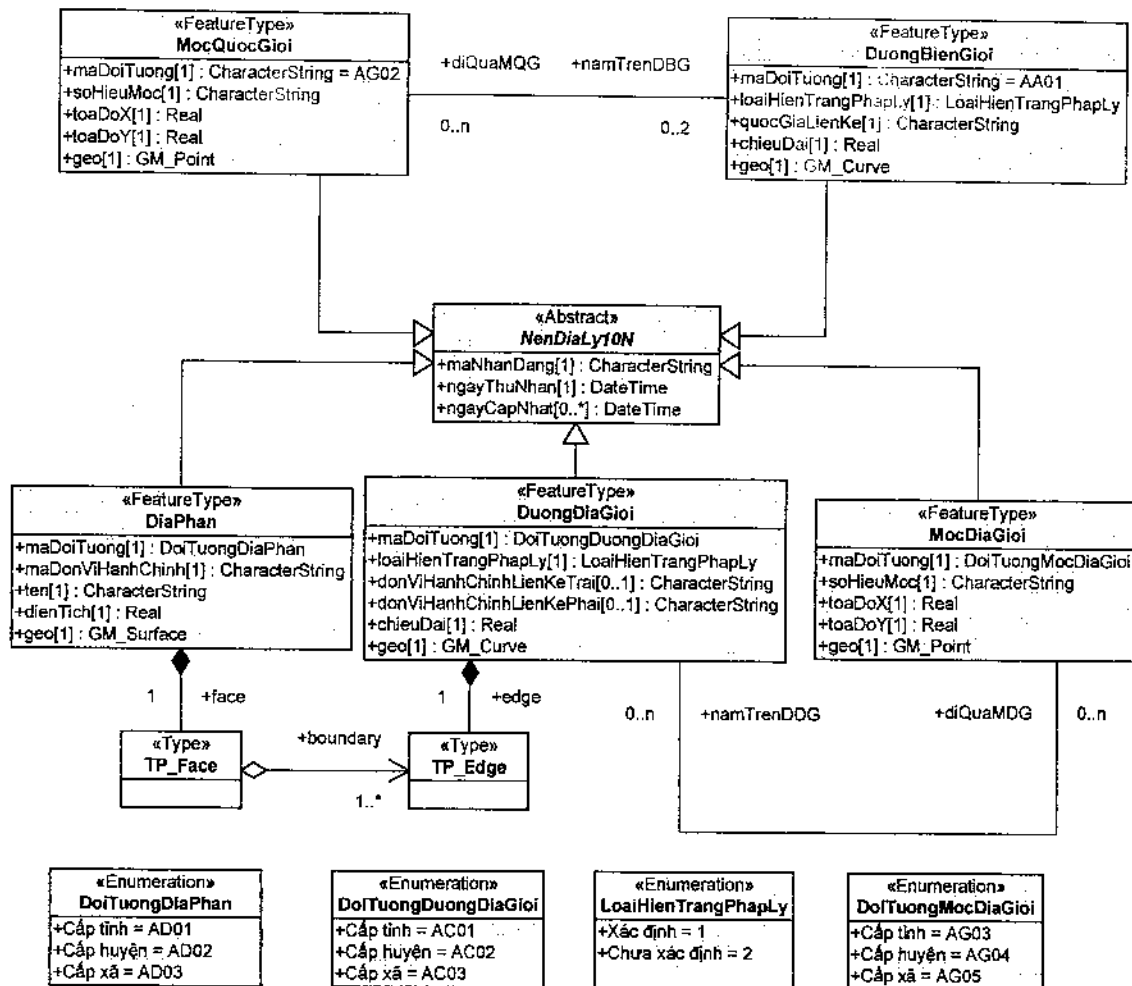 «FeatureType»
MocQuocGioi
+maDoiTuong[1] : CharacterString = AG02
+soHieuMoc[1] : CharacterString
+toaDoX[1] : Real
+toaDoY[1] : Real
+geo[1] : GM_Point
+diQuaMQG
+namTrenDBG
0..n
0..2
«FeatureType»
DuongBienGioi
+maDoiTuong[1] : CharacterString = AA01
+loaiHienTrangPhapLy[1] : LoaiHienTrangPhapLy
+quocGiaLienKe[1] : CharacterString
+chieuDai[1] : Real
+geo[1] : GM_Curve
«Abstract»
NenDiaLy10N
+maNhanDang[1] : CharacterString
+ngayThuNhan[1] : DateTime
+ngayCapNhat[0..*] : DateTime
«FeatureType»
DiaPhan
+maDoiTuong[1] : DoiTuongDiaPhan
+maDonViHanhChinh[1] : CharacterString
+ten[1] : CharacterString
+dienTich[1] : Real
+geo[1] : GM_Surface
«FeatureType»
DuongDiaGioi
+maDoiTuong[1] : DoiTuongDuongDiaGioi
+loaiHienTrangPhapLy[1] : LoaiHienTrangPhapLy
+donViHanhChinhLienKeTrai[0..1] : CharacterString
+donViHanhChinhLienKePhai[0..1] : CharacterString
+chieuDai[1] : Real
+geo[1] : GM_Curve
«FeatureType»
MocDiaGioi
+maDoiTuong[1] : DoiTuongMocDiaGioi
+soHieuMoc[1] : CharacterString
+toaDoX[1] : Real
+toaDoY[1] : Real
+geo[1] : GM_Point
1
+face
1
+edge
0..n
+namTrenDDG
+diQuaMDG
0..n
«Type»
TP_Face
+boundary
1..*
«Type»
TP_Edge
«Enumeration»
DoiTuongDiaPhan
+Cấp tỉnh = AD01
+Cấp huyện = AD02
+Cấp xã = AD03
«Enumeration»
DoiTuongDuongDiaGioi
+Cấp tỉnh = AC01
+Cấp huyện = AC02
+Cấp xã = AC03
«Enumeration»
LoaiHienTrangPhapLy
+Xác định = 1
+Chưa xác định = 2
«Enumeration»
DoiTuongMocDiaGioi
+Cấp tỉnh = AG03
+Cấp huyện = AG04
+Cấp xã = AG05